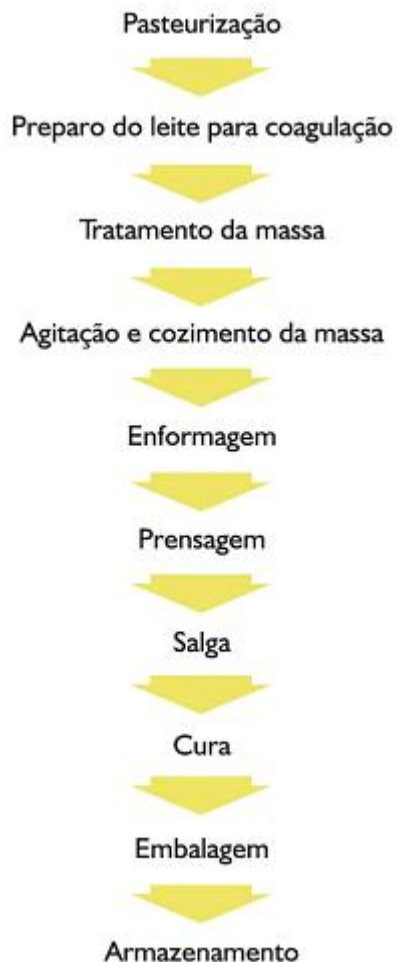 Pasteurização
Preparo do leite para coagulação
Tratamento da massa
Agitação e cozimento da massa
Enformagem
Prensagem
Salga
Cura
Embalagem
Armazenamento